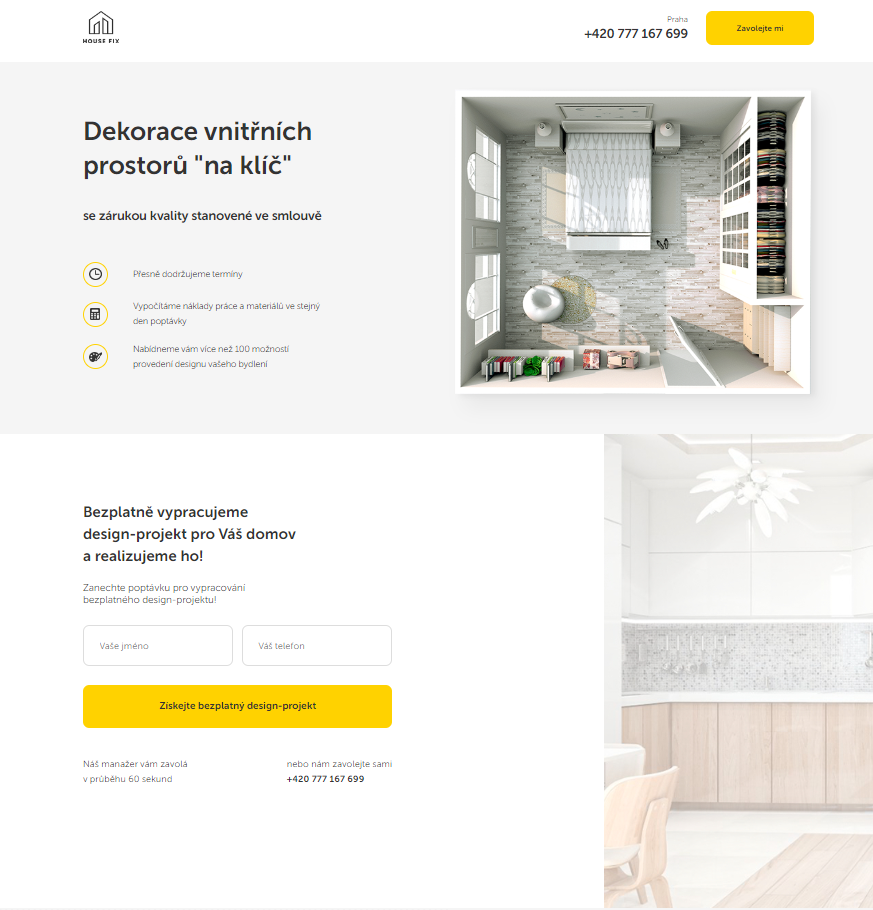 HOUSE FIX
Praha
+420 777 167 699
Zavolejte mi
Dekorace vnitřních
prostorů "na klíč"
se zárukou kvality stanovené ve smlouvě
Přesně dodržujeme termíny
Vypočítáme náklady práce a materiálů ve stejný
den poptávky
Nabídneme vám více než 100 možností
provedení designu vašeho bydlení
Bezplatně vypracujeme
design-projekt pro Váš domov
a realizujeme ho!
Zanechte poptávku pro vypracování
bezplatného design-projektu!
Vaše jméno
Váš telefon
Získejte bezplatný design-projekt
Náš manažer vám zavolá
v průběhu 60 sekund
nebo nám zavolejte sami
+420 777 167 699